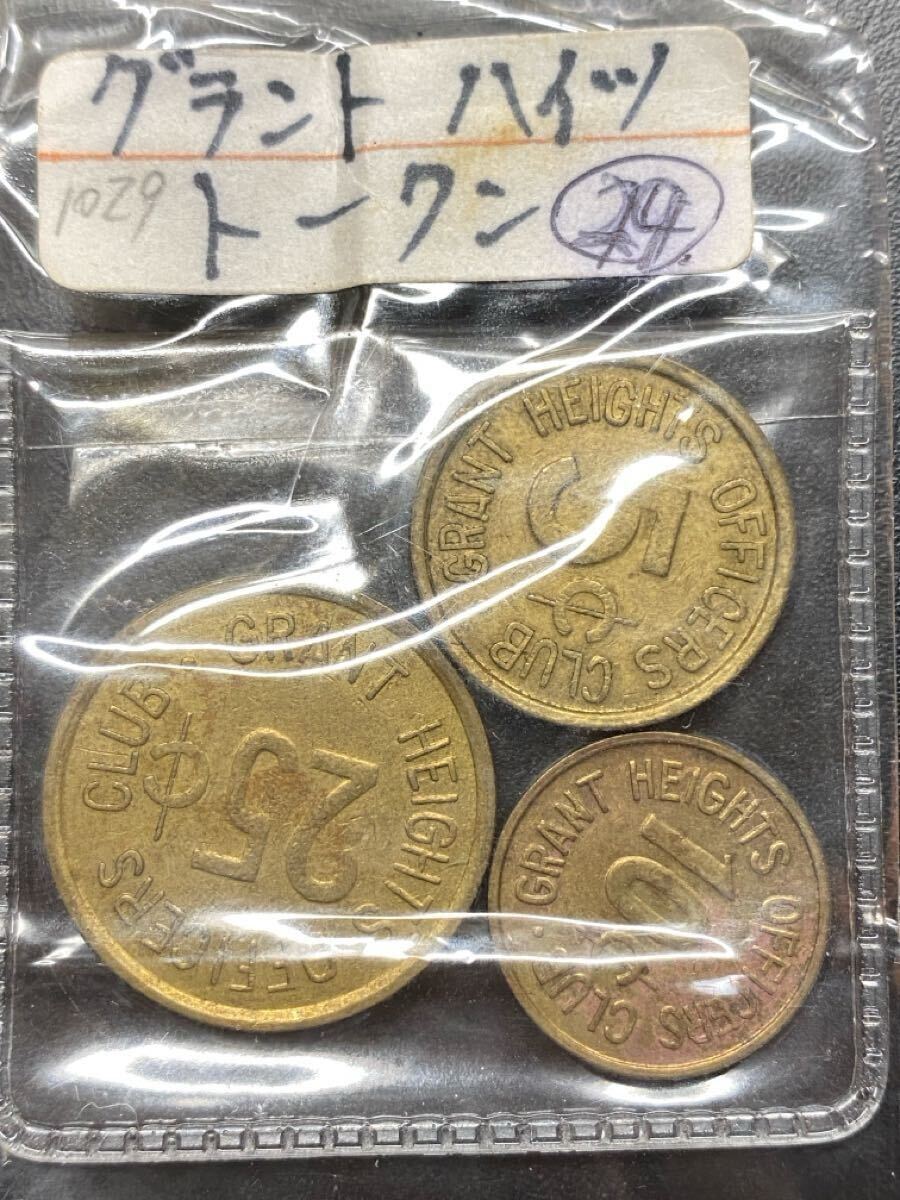 グラント ハイツ
1029 トークン
GRANT HEIGHTS OFFICERS CLUB
5¢
GRANT HEIGHTS OFFICERS CLUB
25¢
GRANT HEIGHTS OFFICERS CLUB
10¢